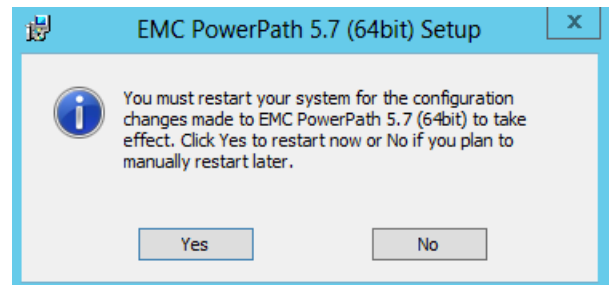 EMC PowerPath 5.7 (64bit) Setup
x
You must restart your system for the configuration
changes made to EMC PowerPath 5.7 (64bit) to take
effect. Click Yes to restart now or No if you plan to
manually restart later.
Yes
No